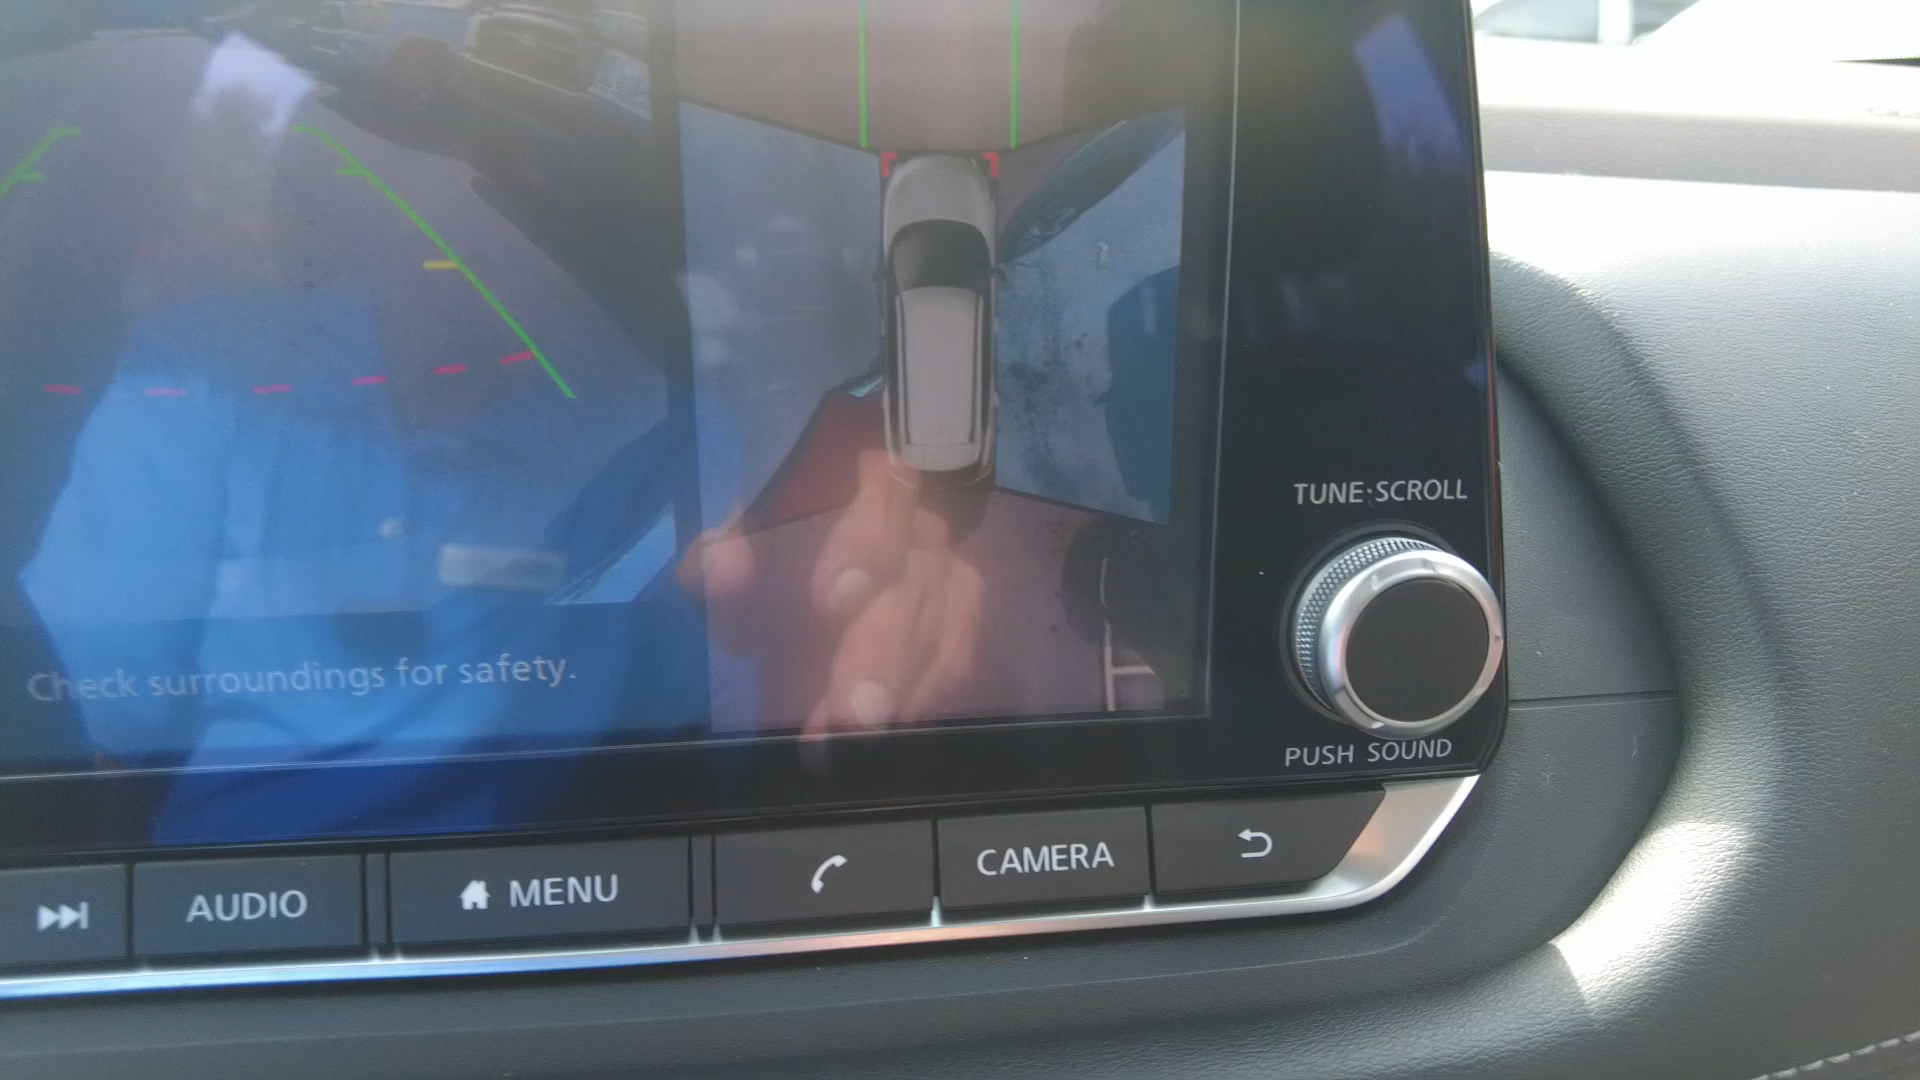 TUNE·SCROLL
Check surroundings for safety.
PUSH SOUND
AUDIO
MENU
CAMERA